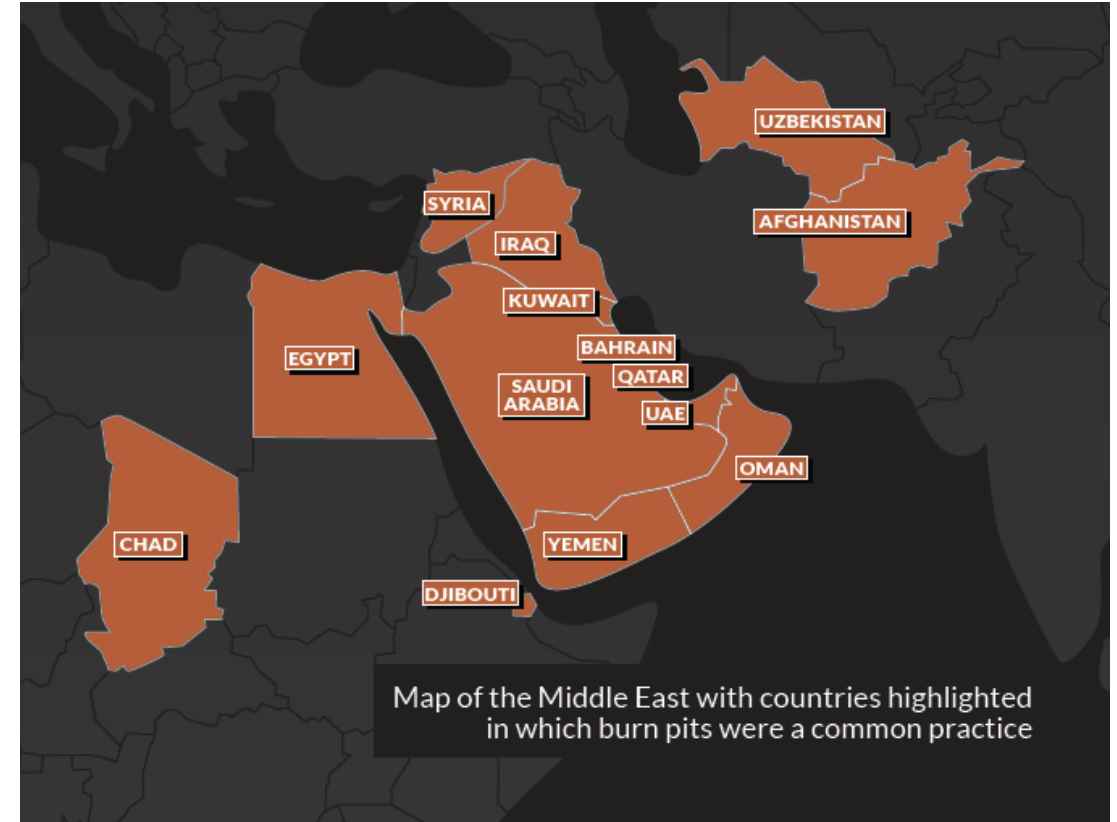 UZBEKISTAN
SYRIA
AFGHANISTAN
IRAQ
KUWAIT
BAHRAIN
EGYPT
QATAR
SAUDI
ARABIA
UAE
OMAN
CHAD
YEMEN
DJIBOUTI
Map of the Middle East with countries highlighted
in which burn pits were a common practice